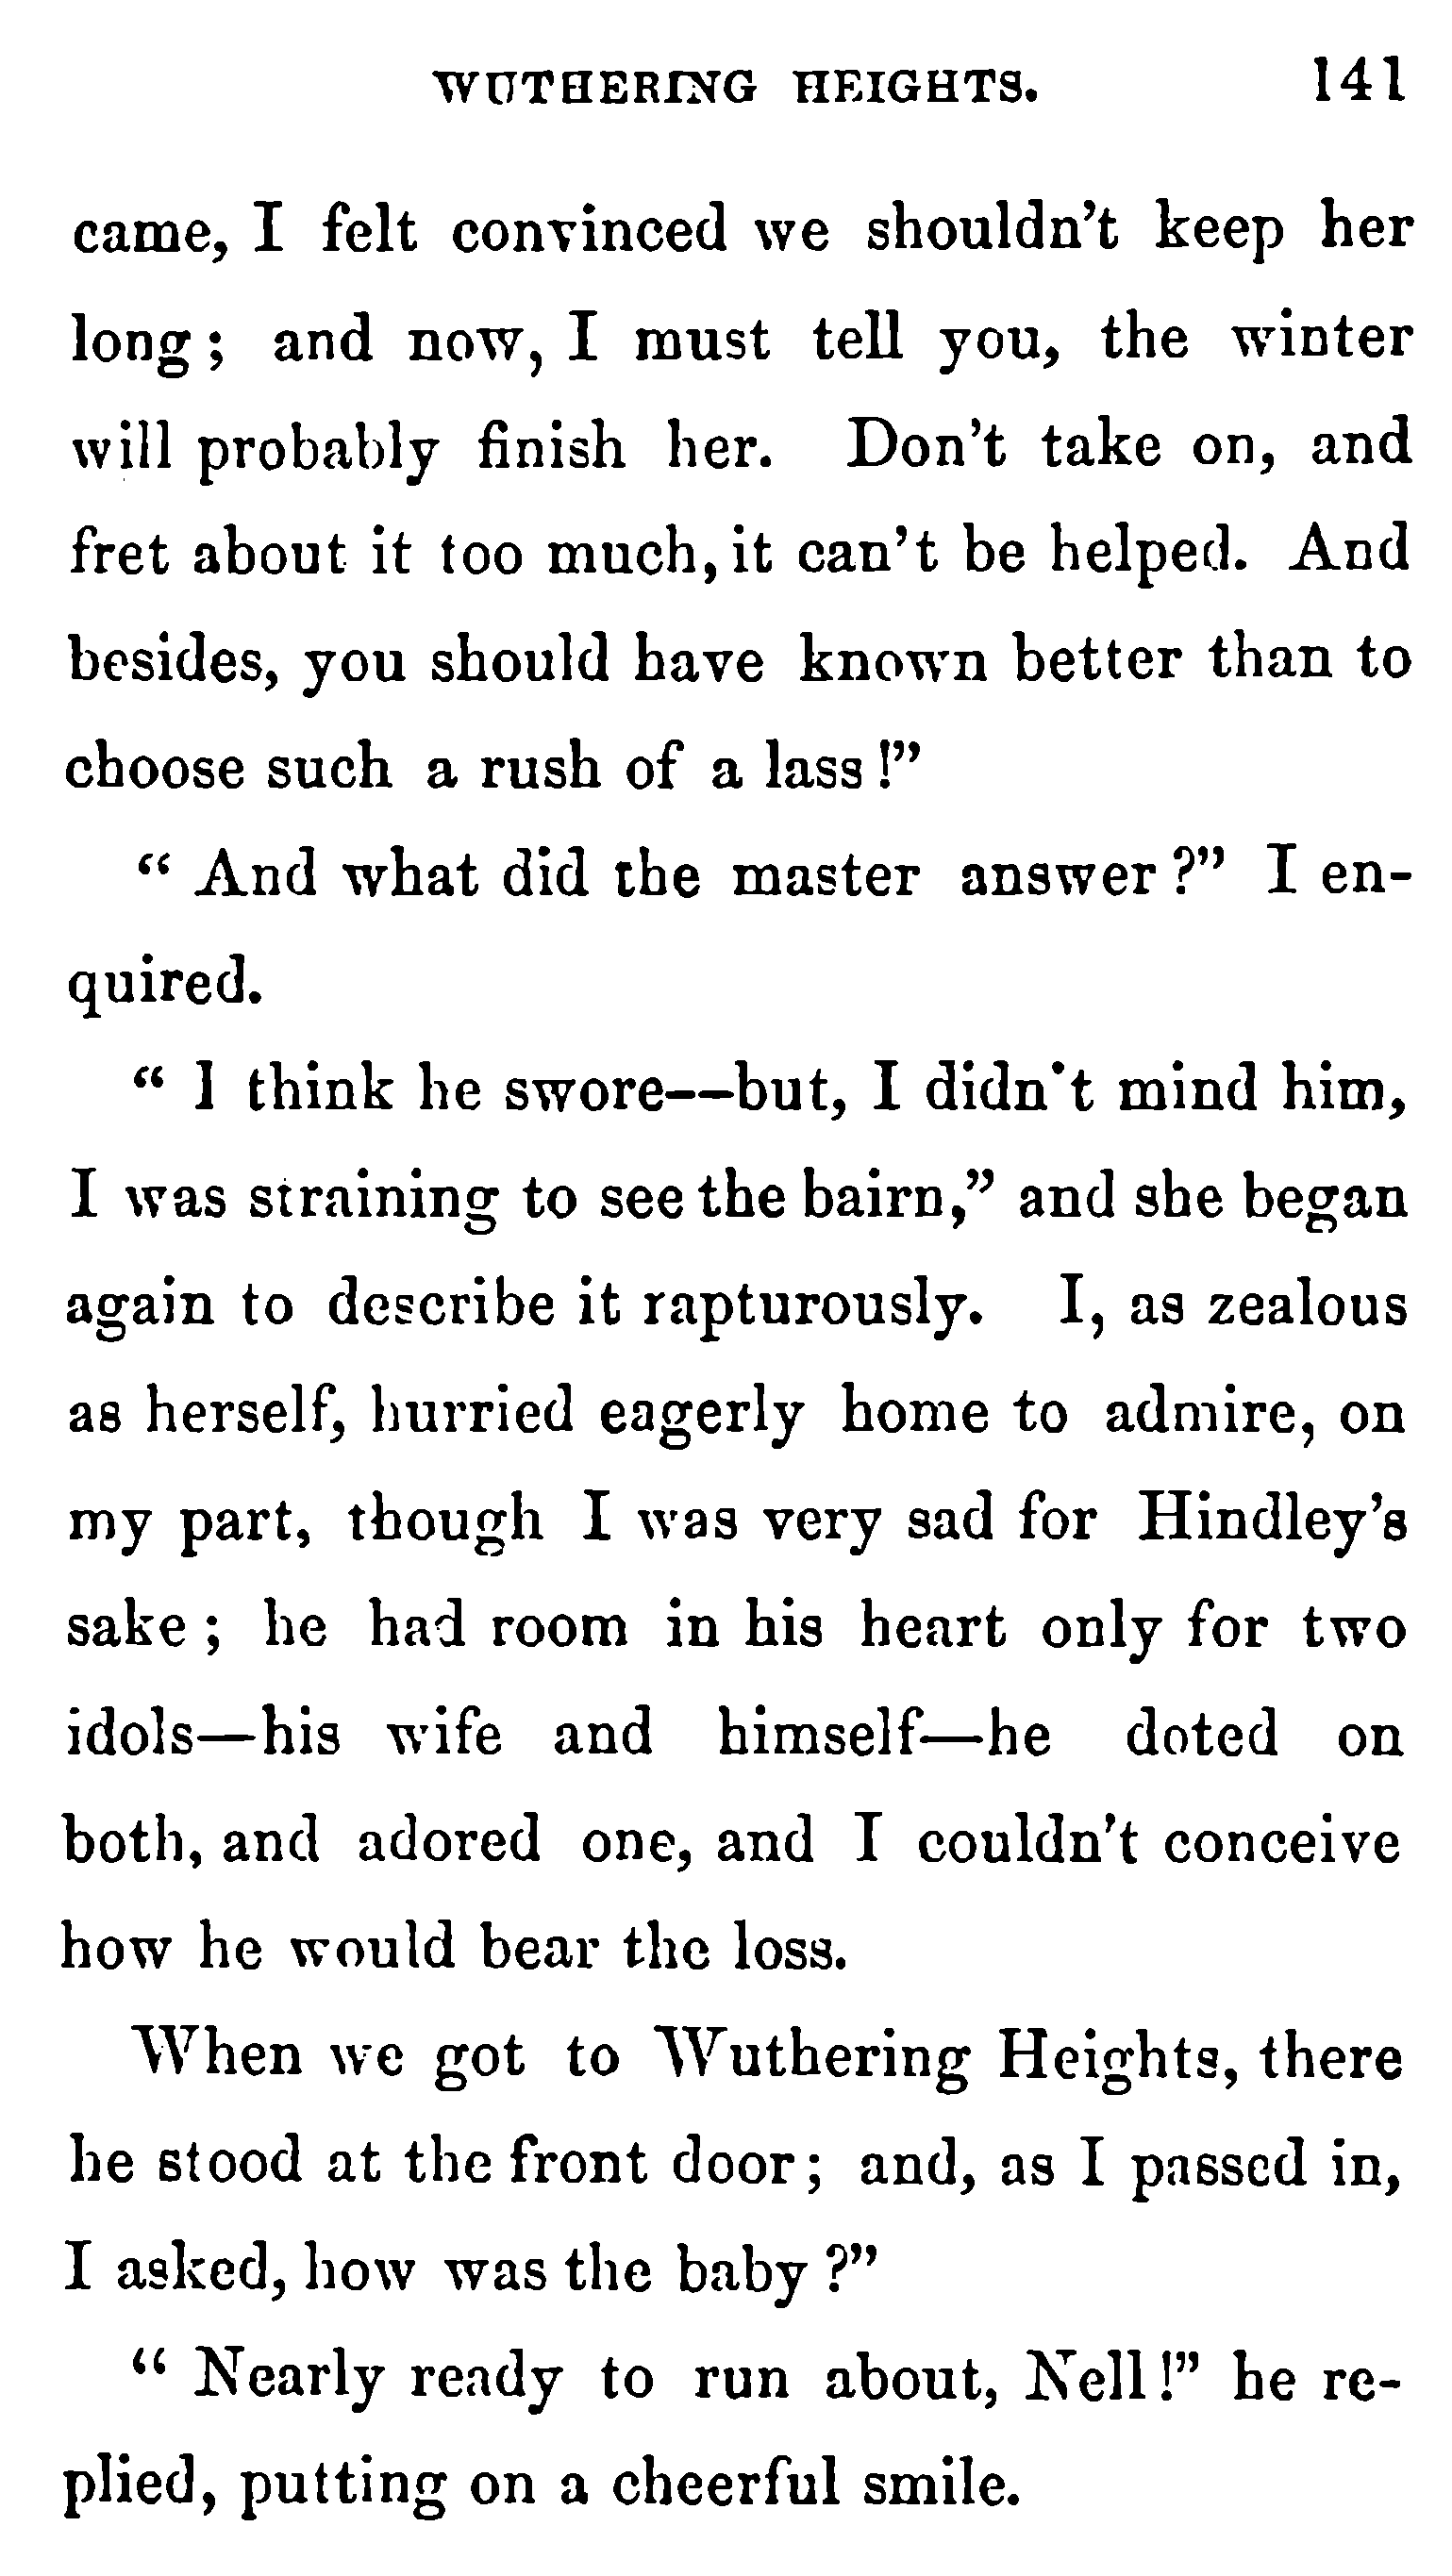 WUTHERING HEIGHTS. 141
came, I felt convinced we shouldn't keep her
long; and now, I must tell you, the winter
will probably finish her. Don't take on, and
fret about it too much, it can't be helped. And
besides, you should have known better than to
choose such a rush of a lass!”
“ And what did the master answer?” I en-
quired.
“ I think he swore--but, I didn't mind him,
I was straining to see the bairn,” and she began
again to describe it rapturously. I, as zealous
as herself, hurried eagerly home to admire, on
my part, though I was very sad for Hindley's
sake; he had room in his heart only for two
idols—his wife and himself—he doted on
both, and adored one, and I couldn't conceive
how he would bear the loss.
When we got to Wuthering Heights, there
he stood at the front door; and, as I passed in,
I asked, how was the baby?”
“ Nearly ready to run about, Nell!” he re-
plied, putting on a cheerful smile.